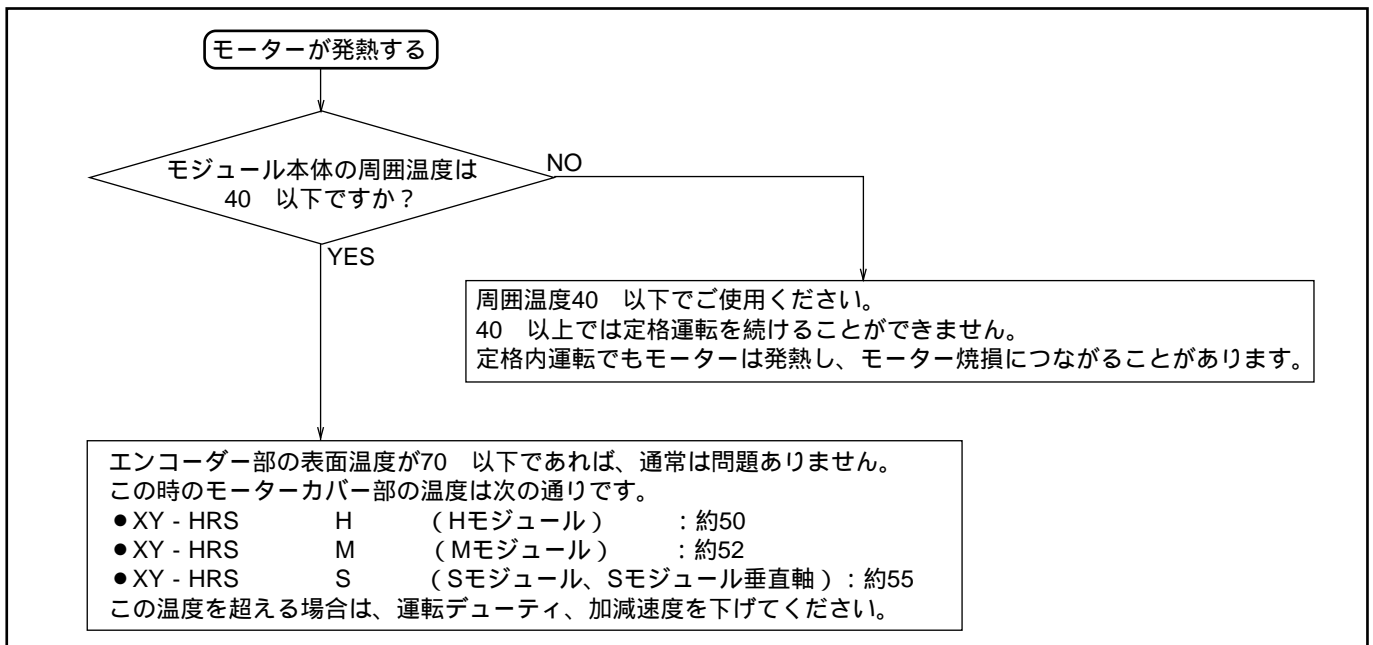 モーターが発熱する
モジュール本体の周囲温度は
40　以下ですか？
NO
YES
周囲温度40　以下でご使用ください。
40　以上では定格運転を続けることができません。
定格内運転でもモーターは発熱し、モーター焼損につながることがあります。
エンコーダー部の表面温度が70　以下であれば、通常は問題ありません。
この時のモーターカバー部の温度は次の通りです。
●XY - HRS　　　H　　（Hモジュール）　　：約50
●XY - HRS　　　M　　（Mモジュール）　　：約52
●XY - HRS　　　S　　（Sモジュール、Sモジュール垂直軸）：約55
この温度を超える場合は、運転デューティ、加減速度を下げてください。